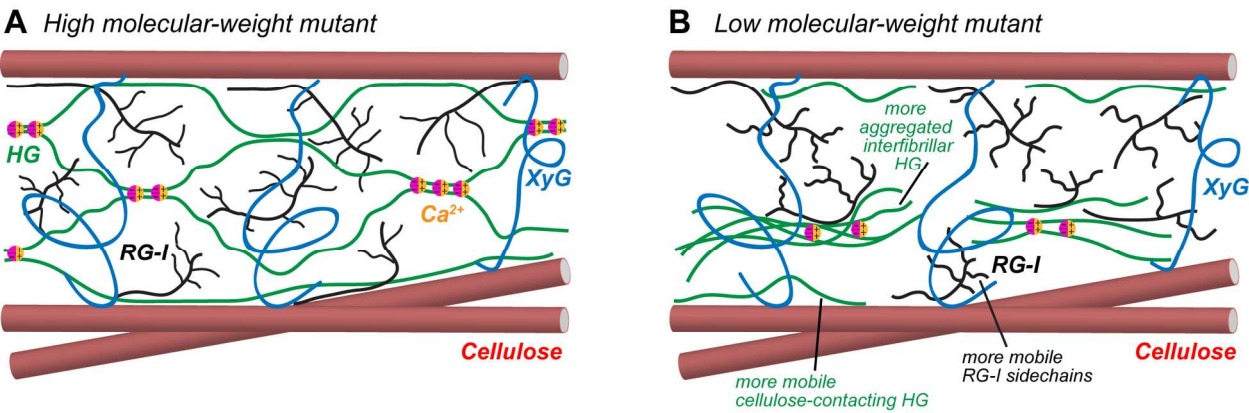 A High molecular-weight mutant
HG
XyG
Ca2+
RG-I
Cellulose
B Low molecular-weight mutant
more
aggregated
interfibrillar
HG
XyG
RG-I
Cellulose
more mobile
RG-I sidechains
more mobile
cellulose-contacting HG